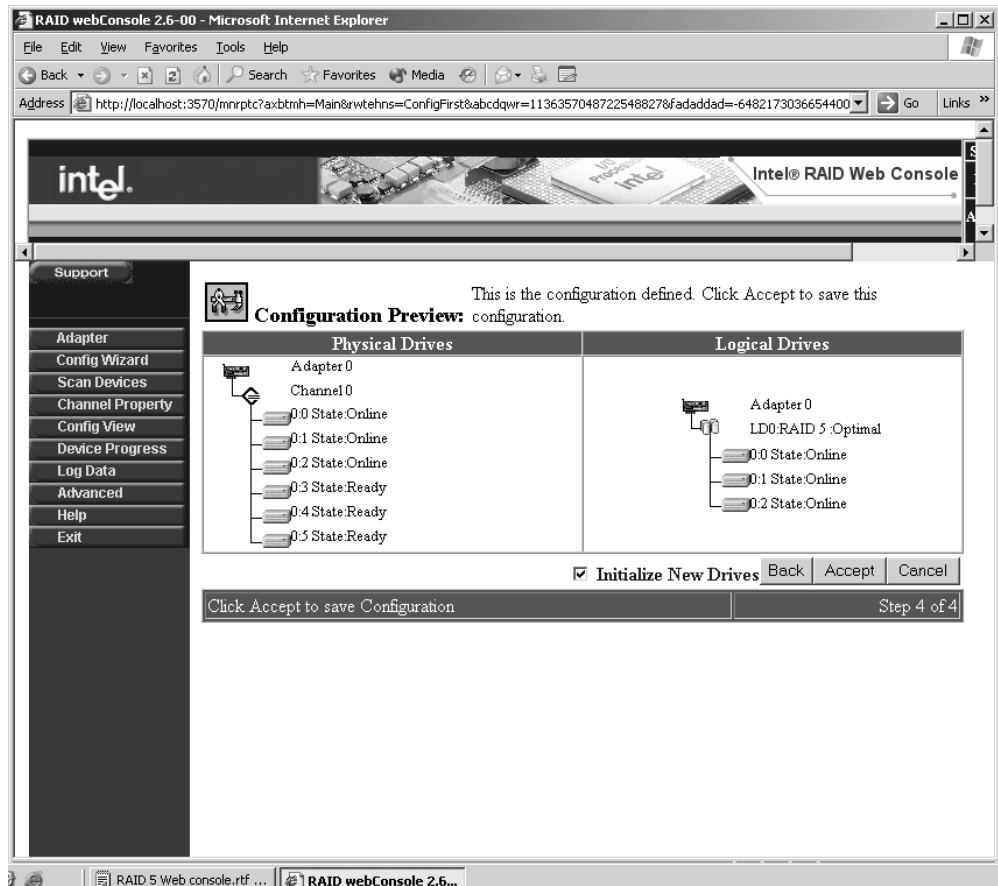 RAID webConsole 2.6-00 - Microsoft Internet Explorer
File Edit View Favorites Tools Help
Back Search Favorites Media
Address http://localhost:3570/mnrptc?axbtmh=Main&rwtehns=ConfigFirst&abcdqwr=11363570487225488278&fadaddad=-6482173036654400 Go Links »
intel.
I/O
Processor
intel
Intel® RAID Web Console
S
A
Support
Adapter
Config Wizard
Scan Devices
Channel Property
Config View
Device Progress
Log Data
Advanced
Help
Exit
This is the configuration defined. Click Accept to save this
Configuration Preview: configuration.
Physical Drives Logical Drives
Adapter 0
Channel 0
0:0 State:Online
0:1 State:Online
0:2 State:Online
0:3 State:Ready
0:4 State:Ready
0:5 State:Ready
Adapter 0
LD0:RAID 5 :Optimal
0:0 State:Online
0:1 State:Online
0:2 State:Online
Initialize New Drives Back Accept Cancel
Click Accept to save Configuration Step 4 of 4
RAID 5 Web console.rtf ... RAID webConsole 2.6...